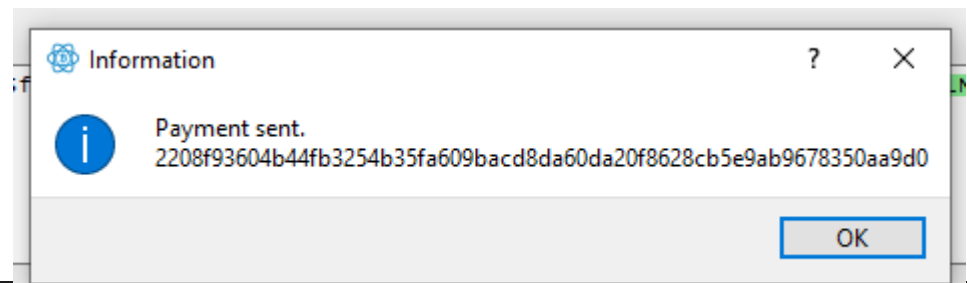 Information
?
Payment sent.
2208f93604b44fb3254b35fa609bacd8da60da20f8628cb5e9ab9678350aa9d0
OK